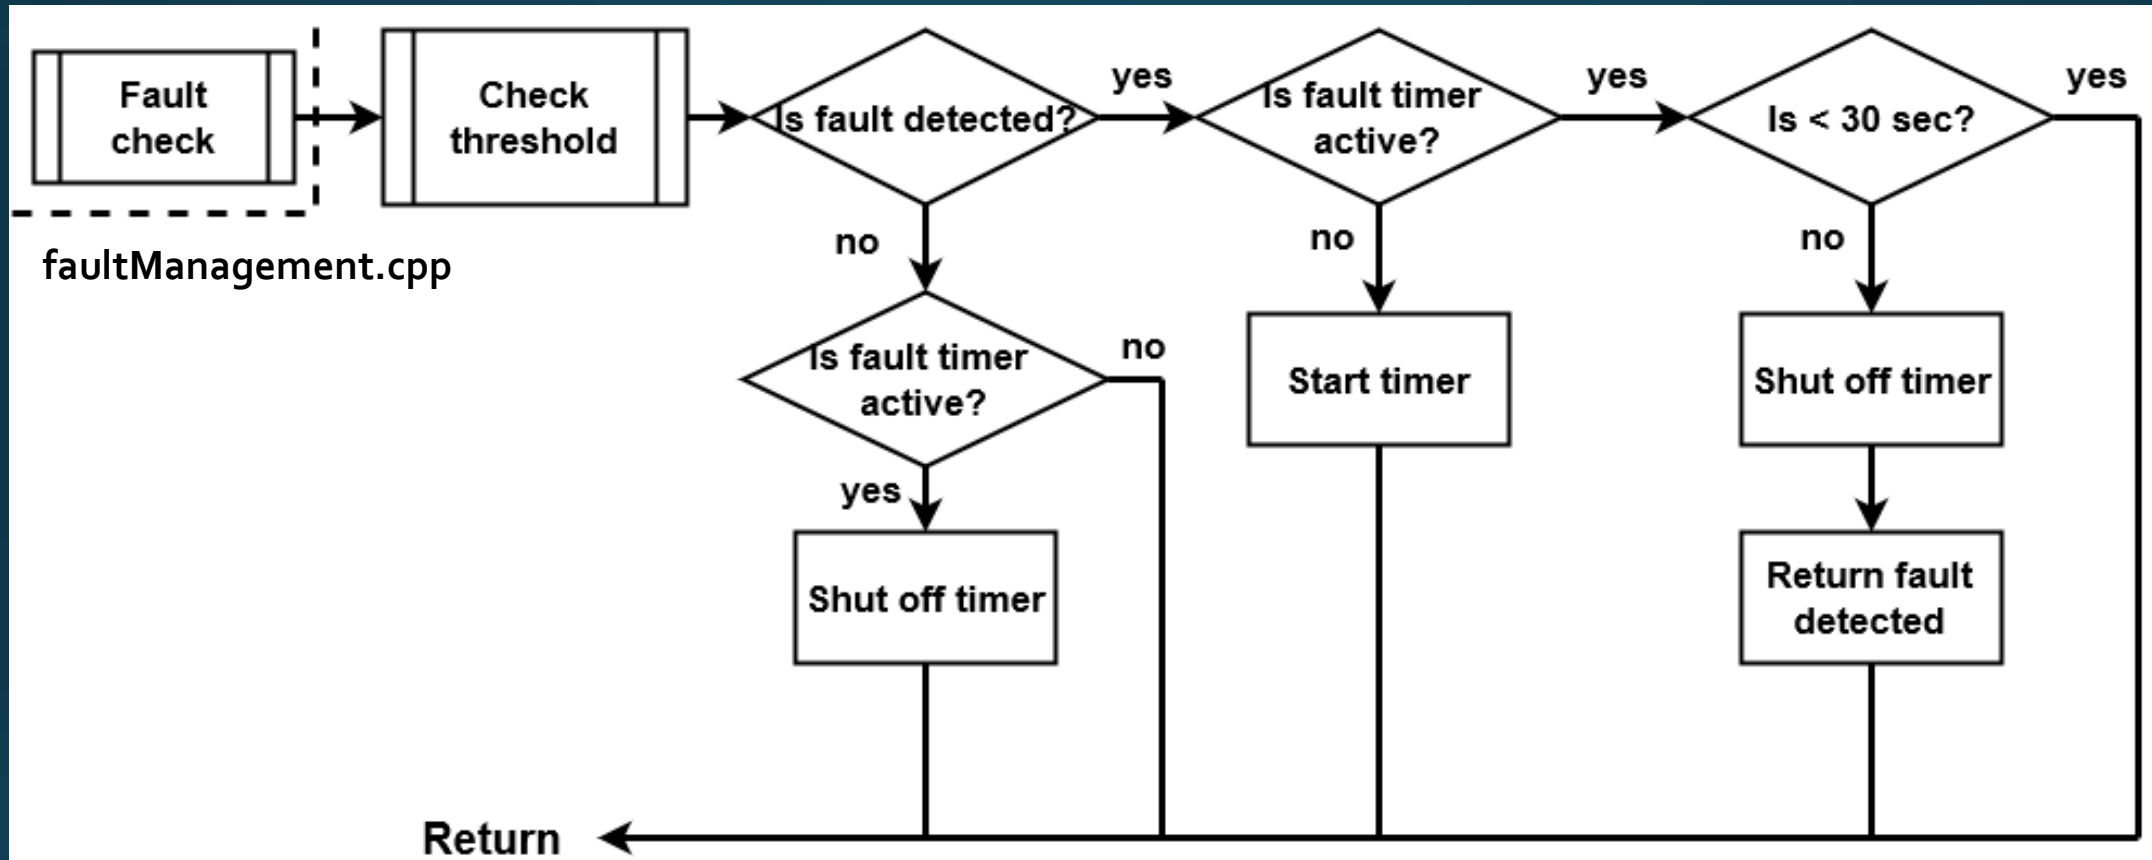 Fault
check
Check
threshold
Is fault detected?
yes
Is fault timer
active?
yes
Is < 30 sec?
yes
faultManagement.cpp
no
no
no
Is fault timer
active?
no
Start timer
Shut off timer
yes
Shut off timer
Return fault
detected
Return